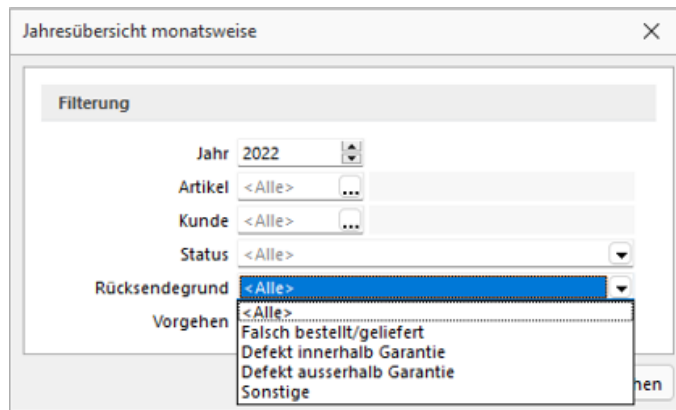 Jahresübersicht monatsweise
Filterung
Jahr 2022
Artikel <Alle> ...
Kunde <Alle> ...
Status <Alle>
Rücksendegrund <Alle>
Vorgehen <Alle>
Falsch bestellt/geliefert
Defekt innerhalb Garantie
Defekt ausserhalb Garantie
Sonstige